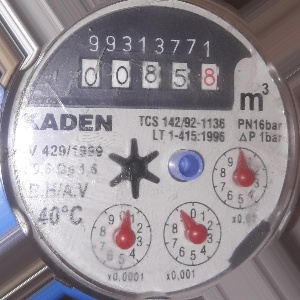 99313771
00858
m³
KADEN
TCS 142/92-1136
PN16bar
LT 1-415:1996
ΔP 1bar
V 429/1999
B.H/A.V
40°C
x0,0001
x0,001